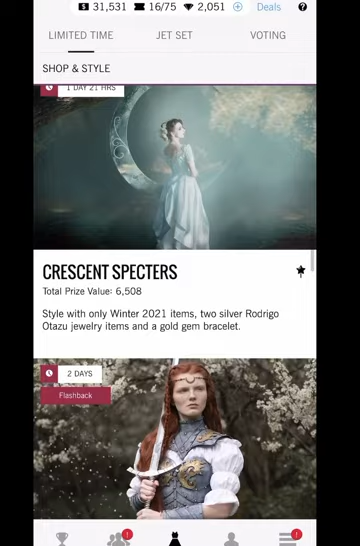 $ 31,531 16/75 2,051 + Deals ?
LIMITED TIME JET SET VOTING
SHOP & STYLE
1 DAY 21 HRS
CRESCENT SPECTERS
Total Prize Value: 6,508
Style with only Winter 2021 items, two silver Rodrigo
Otazu jewelry items and a gold gem bracelet.
2 DAYS
Flashback
! !